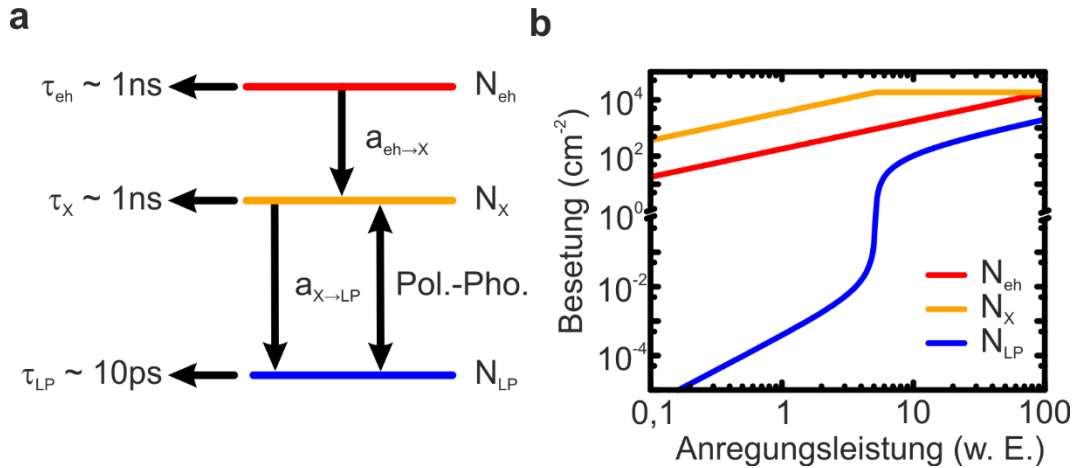 a
τeh ~ 1ns
Neh
aeh→X
τX ~ 1ns
NX
aX→LP
Pol.-Pho.
τLP ~ 10ps
NLP
b
Besetung (cm-2)
10^4
10^2
10^0
10^-2
10^-4
Neh
NX
NLP
0,1 1 10 100
Anregungsleistung (w. E.)